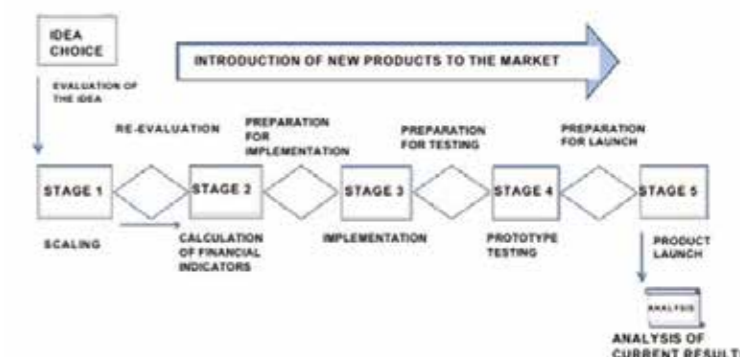 IDEA
CHOICE
INTRODUCTION OF NEW PRODUCTS TO THE MARKET
EVALUATION OF
THE IDEA
RE-EVALUATION
PREPARATION
FOR
IMPLEMENTATION
PREPARATION
FOR TESTING
PREPARATION
FOR LAUNCH
STAGE 1
STAGE 2
STAGE 3
STAGE 4
STAGE 5
SCALING
CALCULATION
OF FINANCIAL
INDICATORS
IMPLEMENTATION
PROTOTYPE
TESTING
PRODUCT
LAUNCH
ANALYSIS
ANALYSIS OF
CURRENT RESULTS